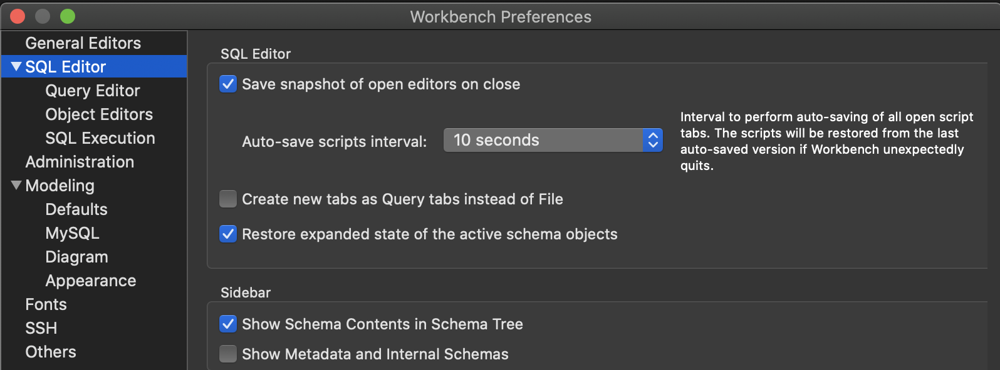 Workbench Preferences
General Editors
SQL Editor
Query Editor
Object Editors
SQL Execution
Administration
Modeling
Defaults
MySQL
Diagram
Appearance
Fonts
SSH
Others
SQL Editor
Save snapshot of open editors on close
Auto-save scripts interval:
10 seconds
Interval to perform auto-saving of all open script
tabs. The scripts will be restored from the last
auto-saved version if Workbench unexpectedly
quits.
Create new tabs as Query tabs instead of File
Restore expanded state of the active schema objects
Sidebar
Show Schema Contents in Schema Tree
Show Metadata and Internal Schemas